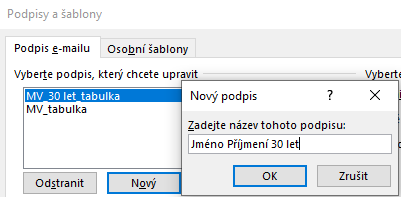 Podpisy a šablony
Podpis e-mailu
Osobní šablony
Vyberte podpis, který chcete upravit
Vyberte
MV_30 let_tabulka
MV_tabulka
Nový podpis
Zadejte název tohoto podpisu:
Jméno Příjmení 30 let
OK
Zrušit
Odstranit
Nový